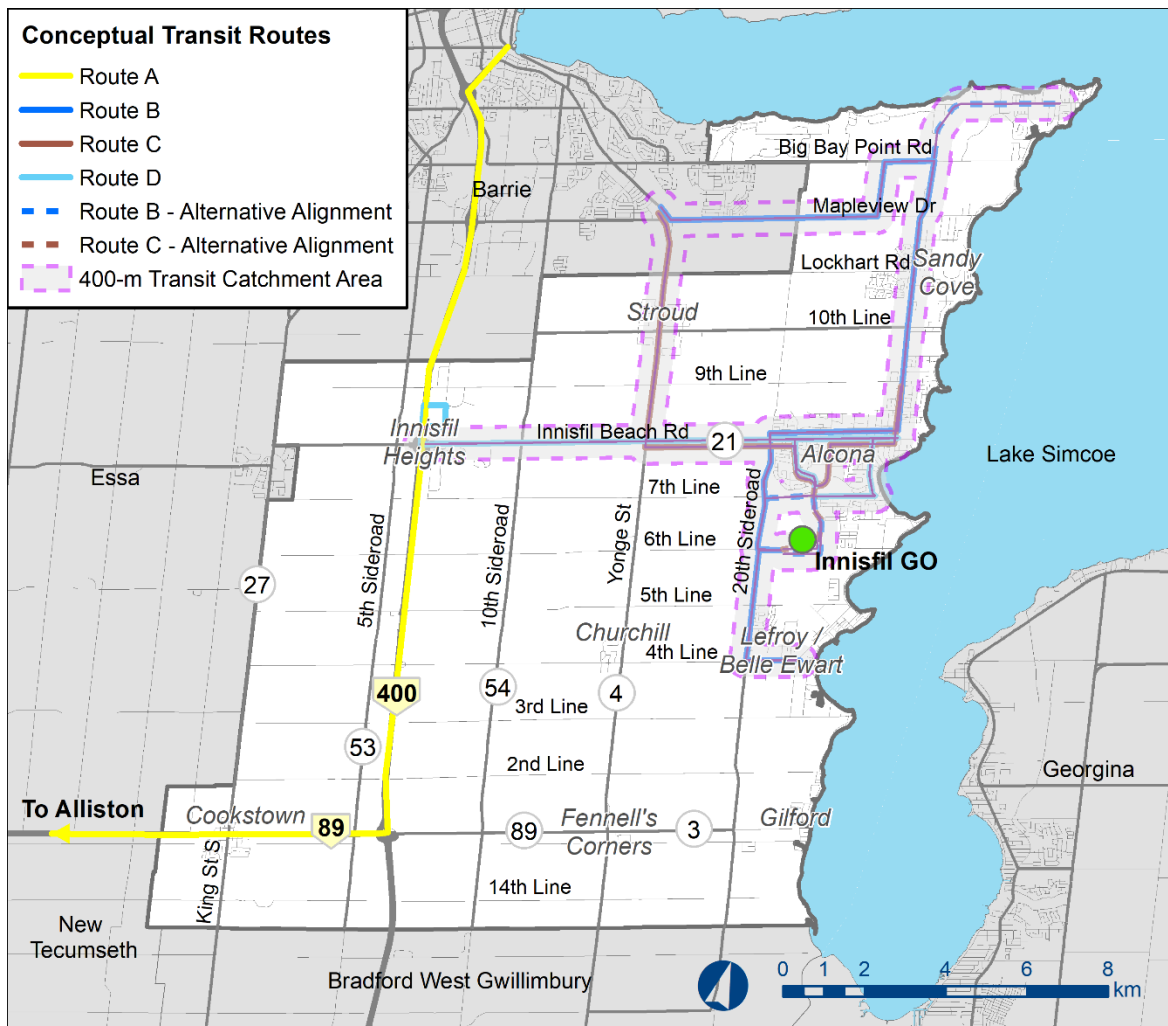 Conceptual Transit Routes
Route A
Route B
Route C
Route D
Route B - Alternative Alignment
Route C - Alternative Alignment
400-m Transit Catchment Area
Big Bay Point Rd
Barrie
Mapleview Dr
Lockhart Rd
Sandy
Cove
Stroud
10th Line
9th Line
Innisfil
Heights
Innisfil Beach Rd
21
Alcona
Lake Simcoe
Essa
7th Line
6th Line
Innisfil GO
27
5th Sideroad
10th Sideroad
Yonge St
20th Sideroad
5th Line
Churchill
4th Line
Lefroy /
Belle Ewart
400
54
4
3rd Line
53
2nd Line
Georgina
To Alliston
Cookstown
89
89
Fennell's
Corners
3
Gilford
King St S
14th Line
New
Tecumseth
Bradford West Gwillimbury
0 1 2 4 6 8
km